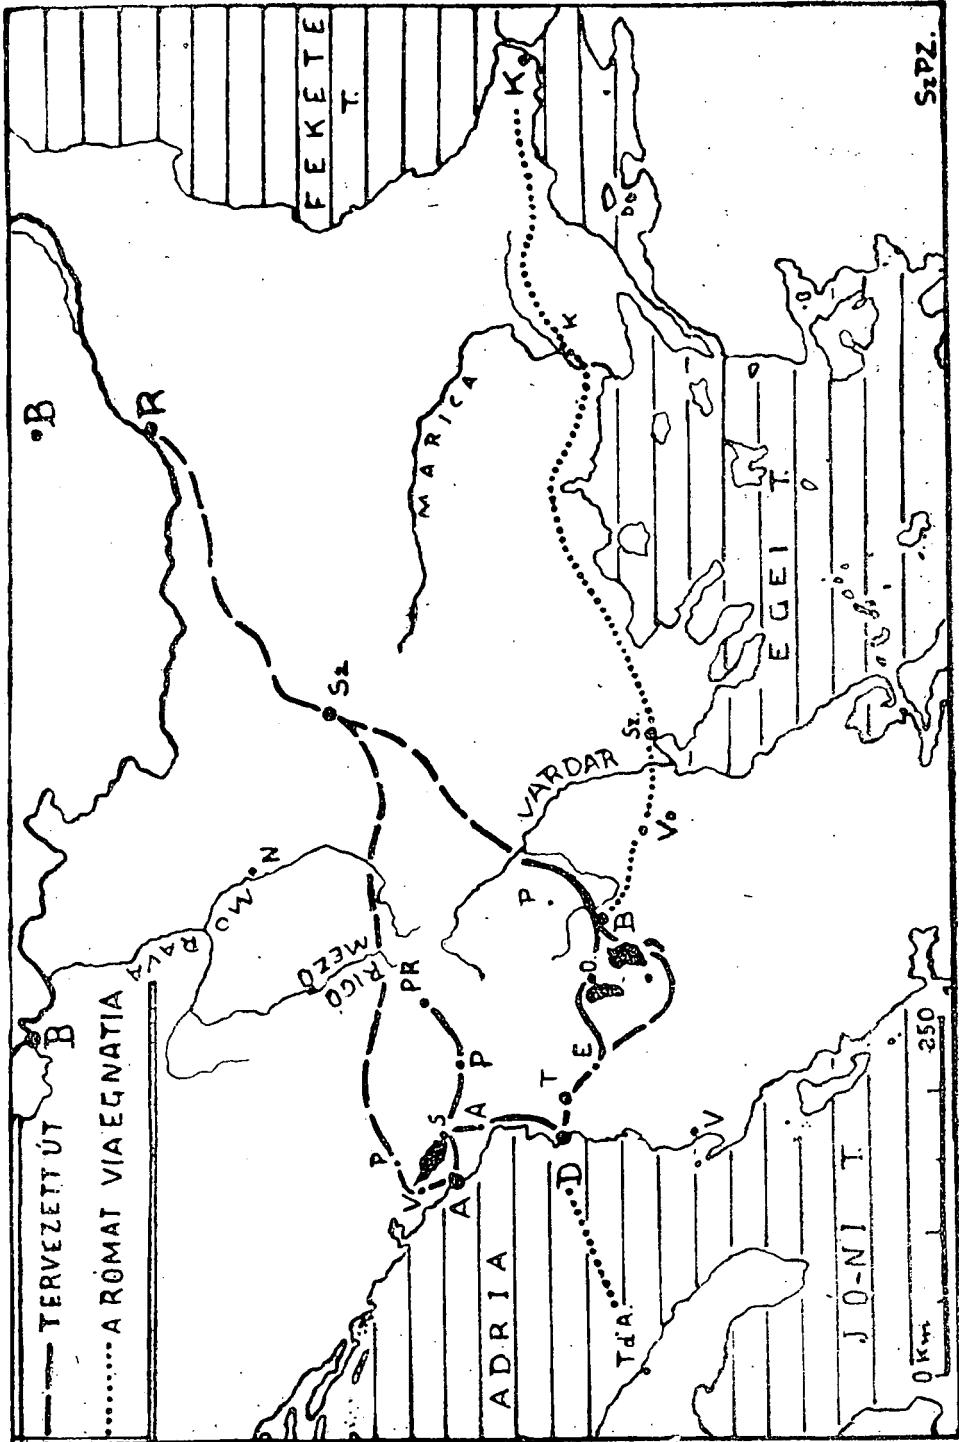 TERVEZETT ÚT
A RÓMAI VIA EGNATIA
FEKETE
T.
B
R
B
MORAVA
N
Sz
MARICA
K
K
VARDAR
RIGÓ
MEZŐ
PR
P
P
S
A
V
A
P
B
O
E
T
D
Vo
Sz.
EGEI T.
ADRIA
Td'A.
V
JÓ-NI T.
0 Km
250
SzPZ.